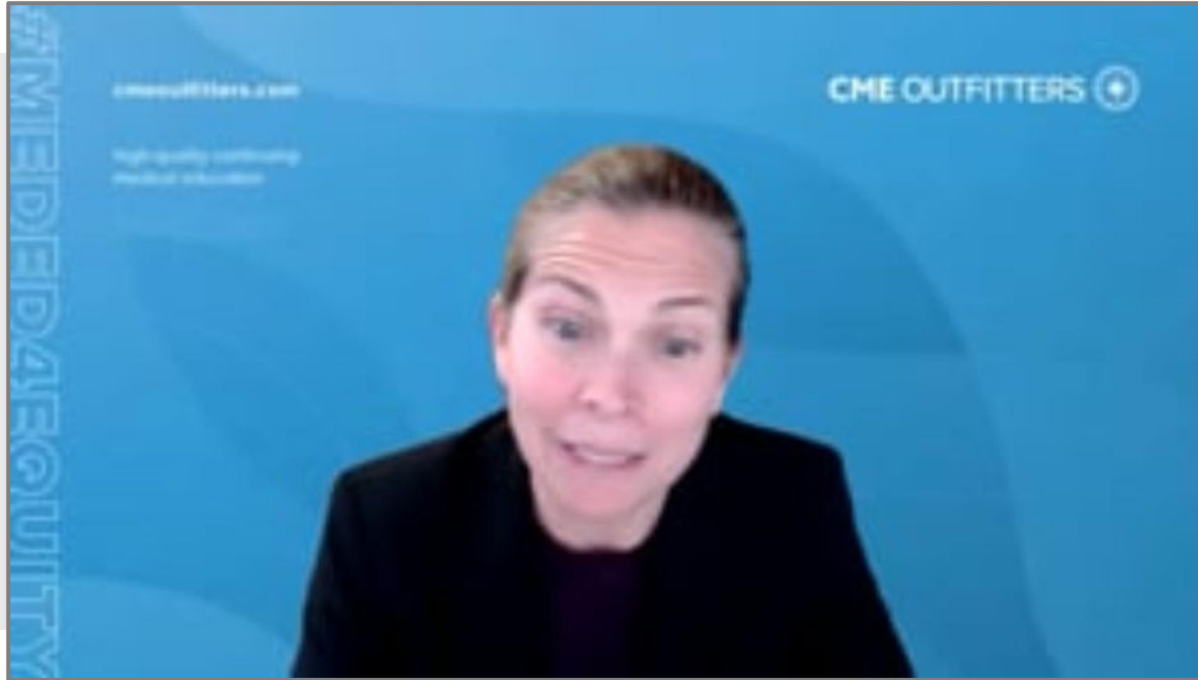 #MEDED4EQUITY
cmeoutfitters.com
high-quality continuing
medical education
CME OUTFITTERS